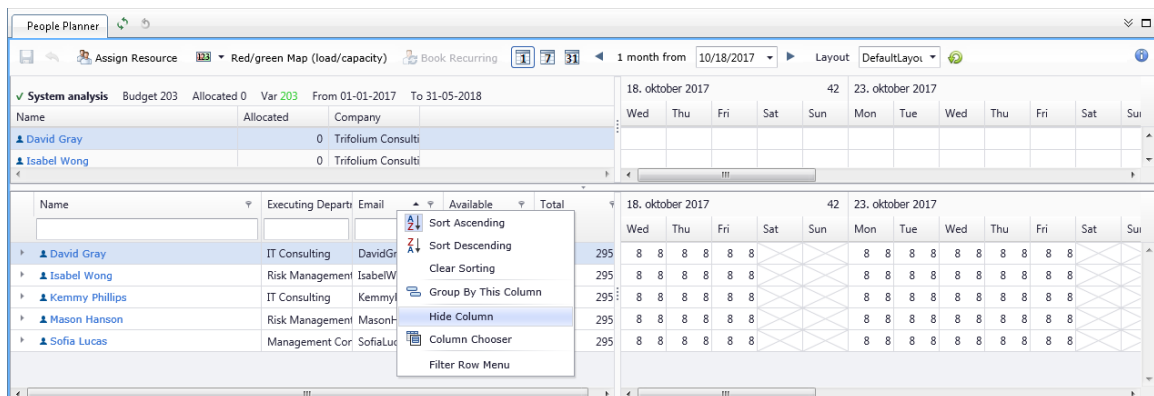 People Planner
Assign Resource 123 Red/green Map (load/capacity) Book Recurring 1 7 31 1 month from 10/18/2017 Layout DefaultLayou
System analysis Budget 203 Allocated 0 Var 203 From 01-01-2017 To 31-05-2018
18. oktober 2017 42 23. oktober 2017
Name Allocated Company
Wed Thu Fri Sat Sun Mon Tue Wed Thu Fri Sat Su
David Gray 0 Trifolium Consulti
Isabel Wong 0 Trifolium Consulti
Name Executing Departn Email Available Total
18. oktober 2017 42 23. oktober 2017
Wed Thu Fri Sat Sun Mon Tue Wed Thu Fri Sat Su
David Gray IT Consulting DavidGr 295 8 8 8 8 8 8 8 8 8 8 8 8 8 8 8 8
Isabel Wong Risk Management IsabelW 295 8 8 8 8 8 8 8 8 8 8 8 8 8 8 8 8
Kemmy Phillips IT Consulting Kemmy 295 8 8 8 8 8 8 8 8 8 8 8 8 8 8 8 8
Mason Hanson Risk Management MasonH 295 8 8 8 8 8 8 8 8 8 8 8 8 8 8 8 8
Sofia Lucas Management Con SofiaLuc 295 8 8 8 8 8 8 8 8 8 8 8 8 8 8 8 8
Sort Ascending
Sort Descending
Clear Sorting
Group By This Column
Hide Column
Column Chooser
Filter Row Menu